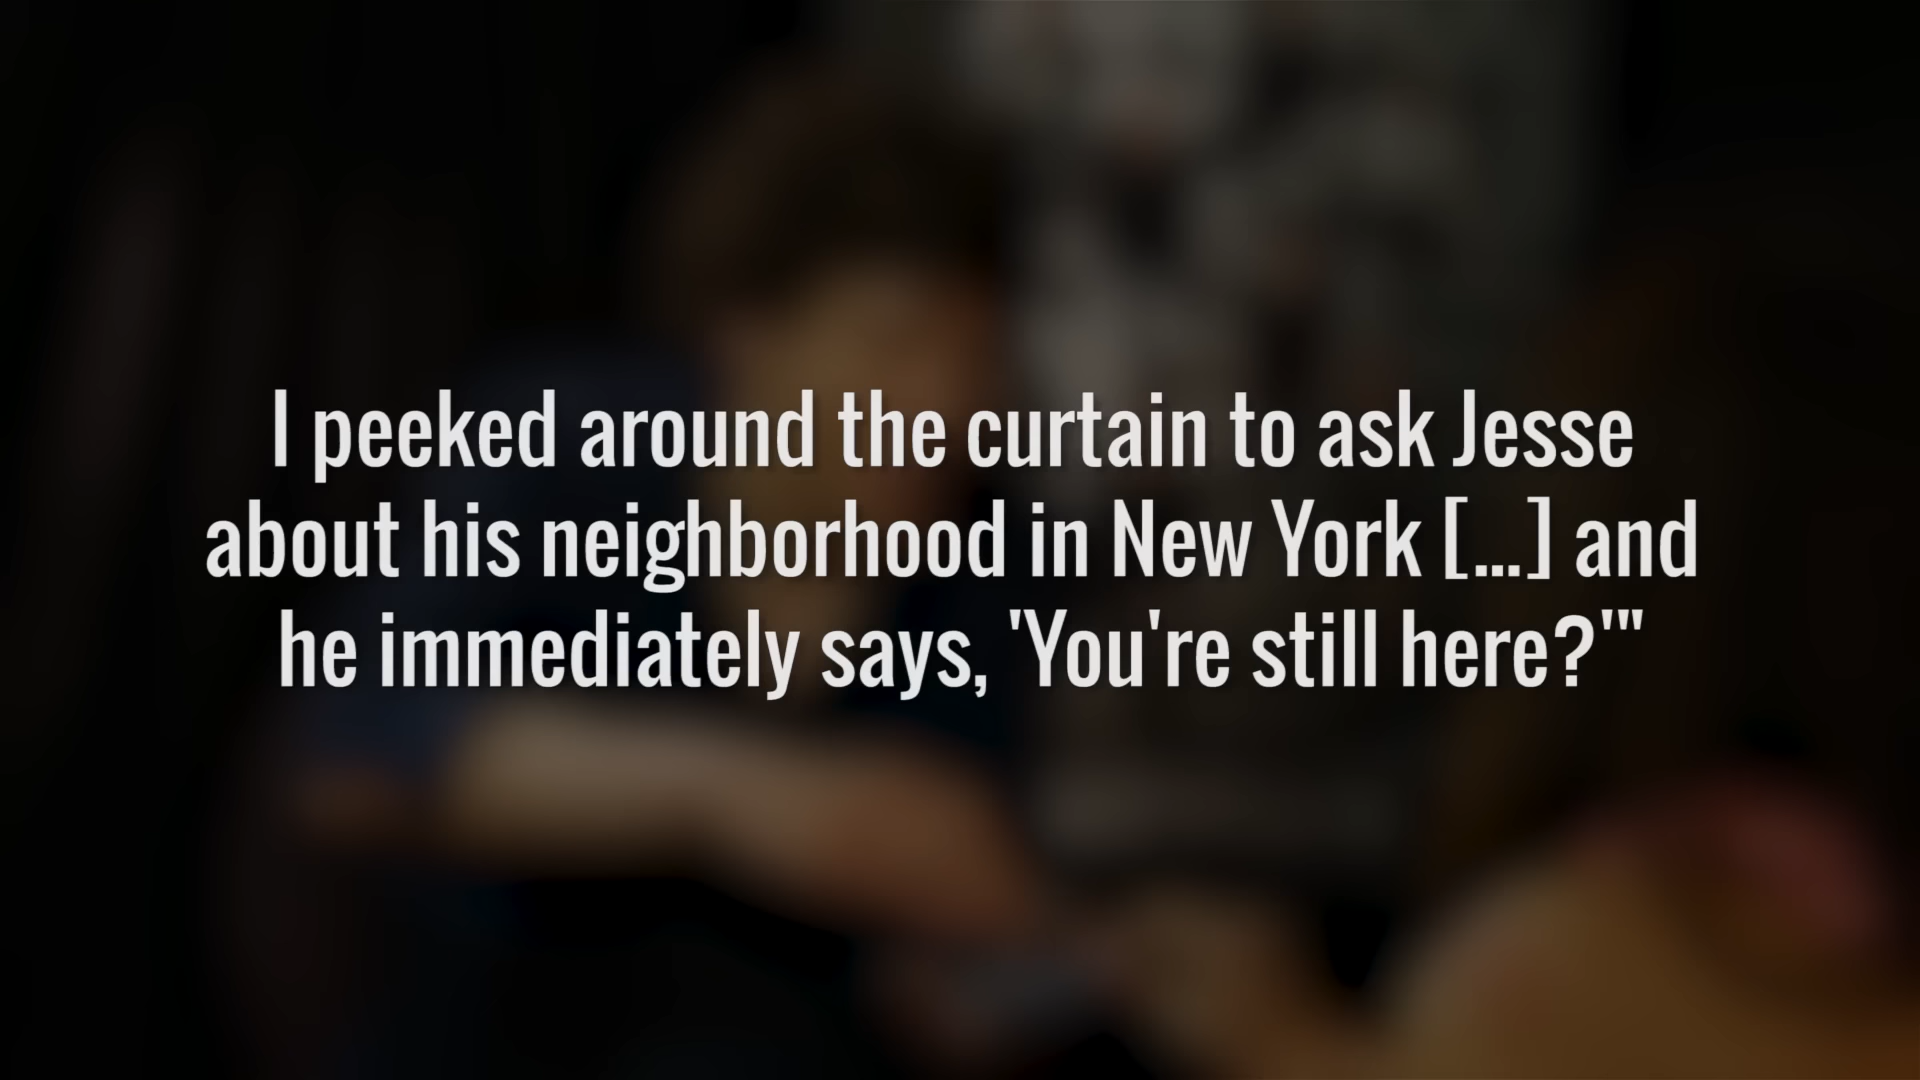 I peeked around the curtain to ask Jesse
about his neighborhood in New York [...] and
he immediately says, 'You're still here?'"